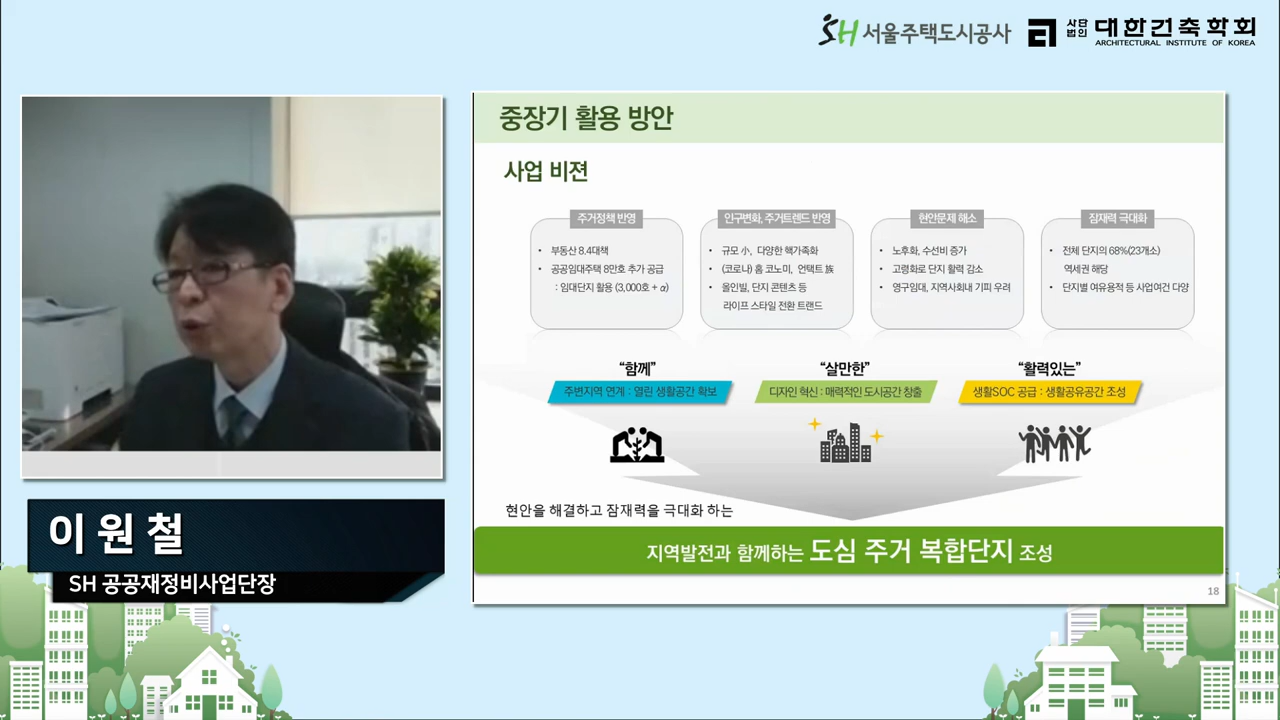 SH 서울주택도시공사
사단법인 대한건축학회
ARCHITECTURAL INSTITUTE OF KOREA
중장기 활용 방안
사업 비젼
주거정책 반영
• 부동산 8.4대책
• 공공임대주택 8만호 추가 공급
: 임대단지 활용 (3,000호 + α)
인구변화, 주거트렌드 반영
• 규모 小, 다양한 핵가족화
• (코로나) 홈 코노미, 언택트 族
• 올인빌, 단지 콘텐츠 등
라이프 스타일 전환 트랜드
현안문제 해소
• 노후화, 수선비 증가
• 고령화로 단지 활력 감소
• 영구임대, 지역사회내 기피 우려
잠재력 극대화
• 전체 단지의 68%(23개소)
역세권 해당
• 단지별 여유용적 등 사업여건 다양
“함께”
주변지역 연계 : 열린 생활공간 확보
“살만한”
디자인 혁신 : 매력적인 도시공간 창출
“활력있는”
생활SOC 공급 : 생활공유공간 조성
현안을 해결하고 잠재력을 극대화 하는
지역발전과 함께하는 도심 주거 복합단지 조성
18
이 원 철
SH 공공재정비사업단장